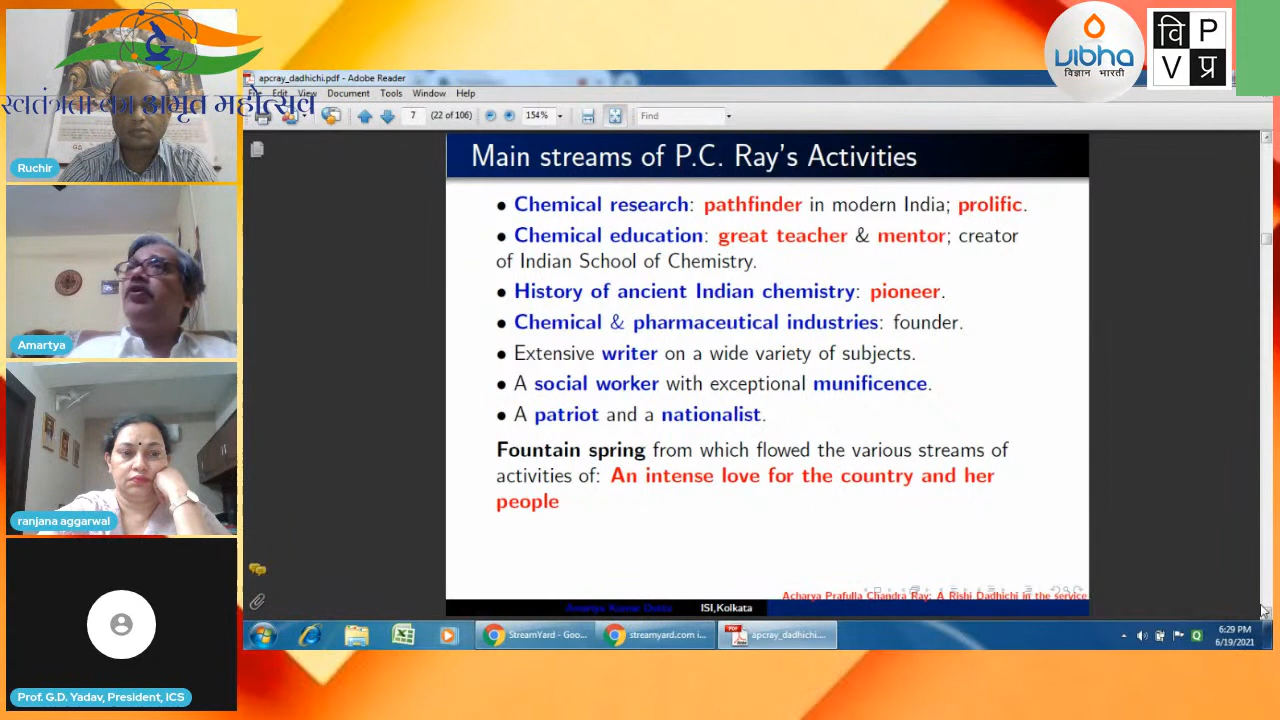 स्वतंत्रता का अमृत महोत्सव
vibha
विज्ञान भारती
वि P
V प्र
Ruchir
Amartya
ranjana aggarwal
Prof. G.D. Yadav, President, ICS
apcray_dadhichi.pdf - Adobe Reader
Edit View Document Tools Window Help
7 (22 of 106) 154% Find
Main streams of P.C. Ray's Activities
• Chemical research: pathfinder in modern India; prolific.
• Chemical education: great teacher & mentor; creator
of Indian School of Chemistry.
• History of ancient Indian chemistry: pioneer.
• Chemical & pharmaceutical industries: founder.
• Extensive writer on a wide variety of subjects.
• A social worker with exceptional munificence.
• A patriot and a nationalist.
Fountain spring from which flowed the various streams of
activities of: An intense love for the country and her
people
Acharya Prafulla Chandra Ray: A Rishi Dadhichi in the service
Amartya Kumar Dutta ISI,Kolkata
StreamYard - Goo... streamyard.com i... apcray_dadhichi....
6:29 PM
6/19/2021